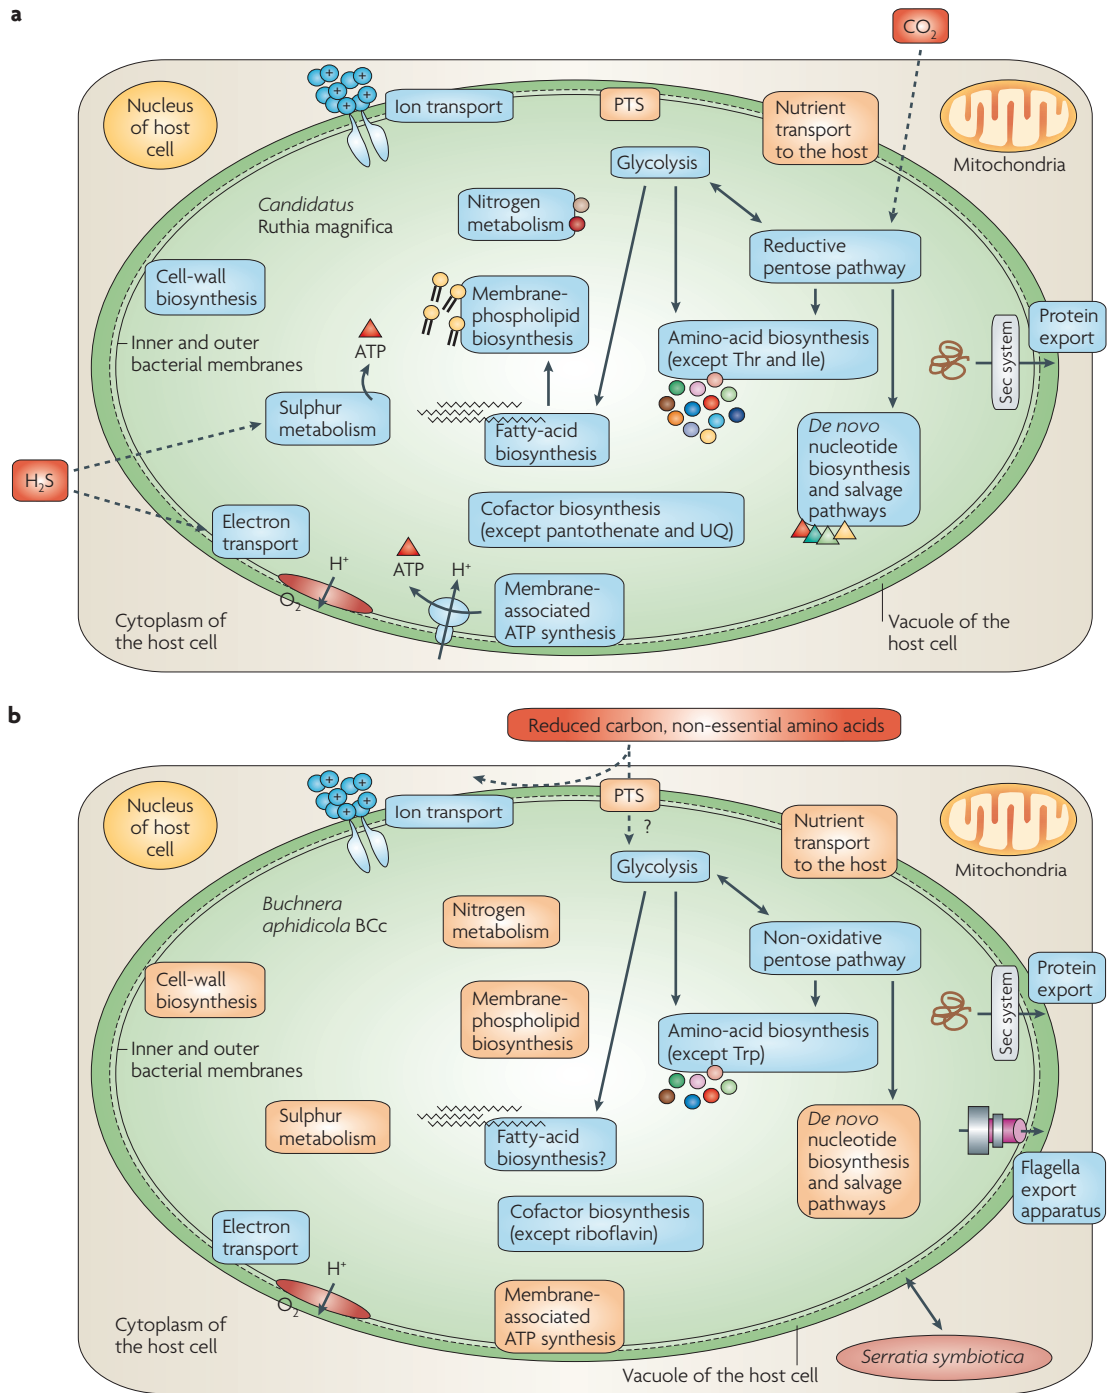 a
CO2
Nucleus
of host
cell
+ + + + + +
Ion transport
PTS
Nutrient
transport
to the host
Mitochondria
Glycolysis
Candidatus
Ruthia magnifica
Nitrogen
metabolism
Reductive
pentose pathway
Cell-wall
biosynthesis
Membrane-
phospholipid
biosynthesis
Inner and outer
bacterial membranes
ATP
Amino-acid biosynthesis
(except Thr and Ile)
Sec system
Protein
export
Sulphur
metabolism
Fatty-acid
biosynthesis
De novo
nucleotide
biosynthesis
and salvage
pathways
H2S
Cofactor biosynthesis
(except pantothenate and UQ)
Electron
transport
H+
O2
ATP
H+
Membrane-
associated
ATP synthesis
Cytoplasm of
the host cell
Vacuole of the
host cell
b
Reduced carbon, non-essential amino acids
Nucleus
of host
cell
+ + + + + +
Ion transport
PTS
?
Nutrient
transport
to the host
Mitochondria
Glycolysis
Buchnera
aphidicola BCc
Nitrogen
metabolism
Non-oxidative
pentose pathway
Cell-wall
biosynthesis
Membrane-
phospholipid
biosynthesis
Sec system
Protein
export
Inner and outer
bacterial membranes
Amino-acid biosynthesis
(except Trp)
Sulphur
metabolism
Fatty-acid
biosynthesis?
De novo
nucleotide
biosynthesis
and salvage
pathways
Flagella
export
apparatus
Cofactor biosynthesis
(except riboflavin)
Electron
transport
H+
O2
Membrane-
associated
ATP synthesis
Cytoplasm of
the host cell
Vacuole of the host cell
Serratia symbiotica